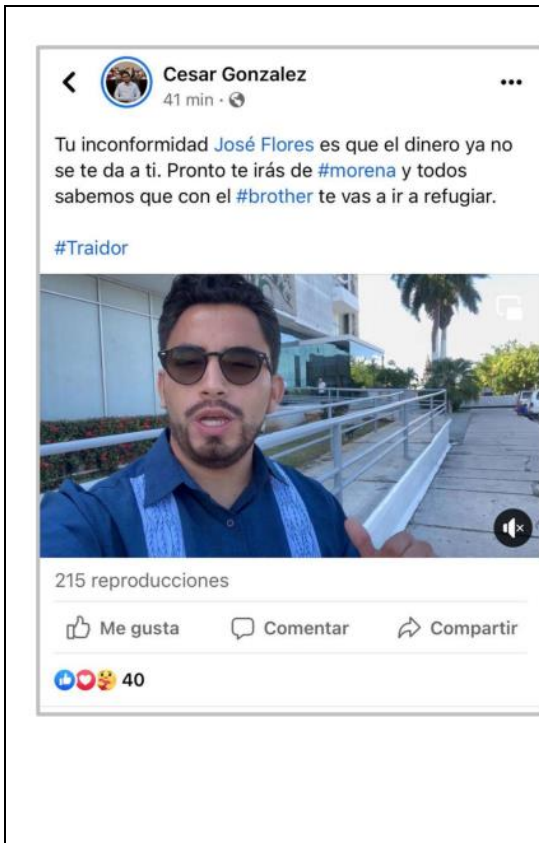 Cesar Gonzalez
41 min ·
Tu inconformidad José Flores es que el dinero ya no
se te da a ti. Pronto te irás de #morena y todos
sabemos que con el #brother te vas a ir a refugiar.
#Traidor
215 reproducciones
Me gusta
Comentar
Compartir
40